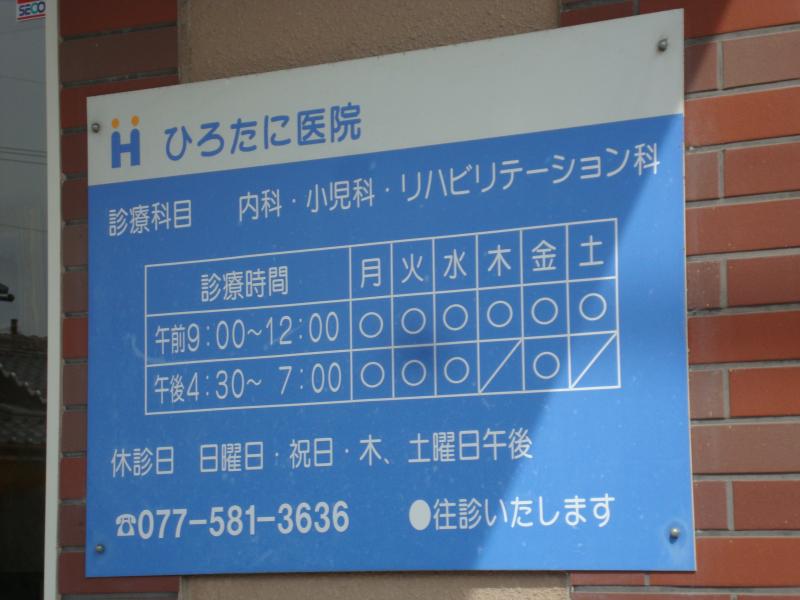 SECO
H ひろたに医院
診療科目 内科・小児科・リハビリテーション科
診療時間 月 火 水 木 金 土
午前9:00〜12:00 ○ ○ ○ ○ ○ ○
午後4:30〜 7:00 ○ ○ ○ ／ ○ ／
休診日 日曜日・祝日・木、土曜日午後
☎077-581-3636 ●往診いたします